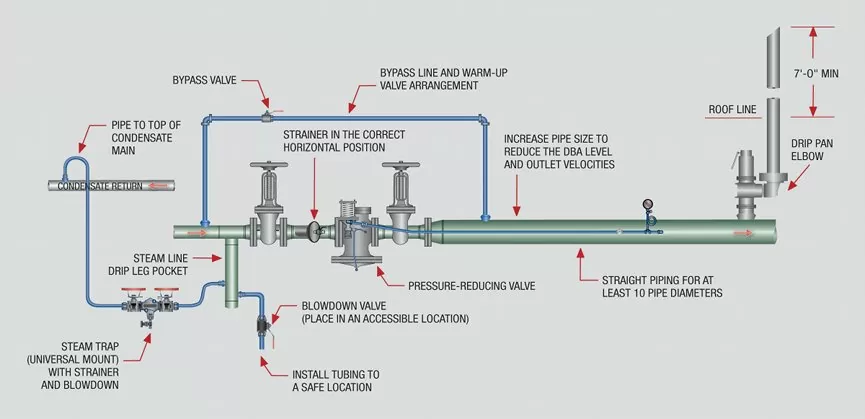 BYPASS VALVE
BYPASS LINE AND WARM-UP
VALVE ARRANGEMENT
7'-0" MIN
ROOF LINE
PIPE TO TOP OF
CONDENSATE
MAIN
STRAINER IN THE CORRECT
HORIZONTAL POSITION
INCREASE PIPE SIZE TO
REDUCE THE DBA LEVEL
AND OUTLET VELOCITIES
DRIP PAN
ELBOW
CONDENSATE RETURN
STEAM LINE
DRIP LEG POCKET
PRESSURE-REDUCING VALVE
STRAIGHT PIPING FOR AT
LEAST 10 PIPE DIAMETERS
BLOWDOWN VALVE
(PLACE IN AN ACCESSIBLE LOCATION)
STEAM TRAP
(UNIVERSAL MOUNT)
WITH STRAINER
AND BLOWDOWN
INSTALL TUBING TO
A SAFE LOCATION